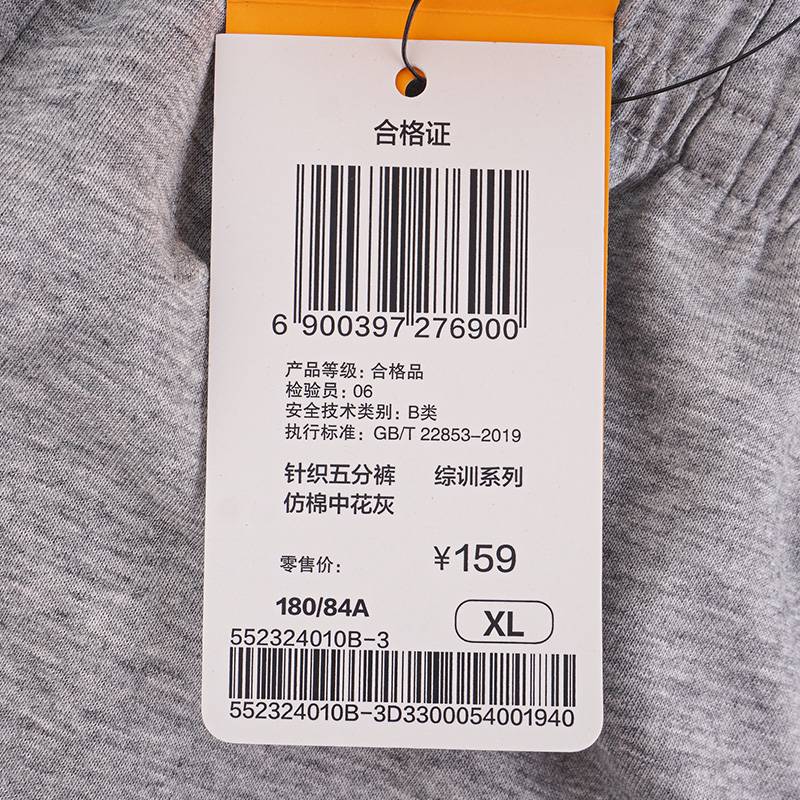 合格证
6 900397 276900
产品等级: 合格品
检验员: 06
安全技术类别: B类
执行标准: GB/T 22853-2019
针织五分裤 综训系列
仿棉中花灰
零售价: ¥159
180/84A XL
552324010B-3
552324010B-3D3300054001940